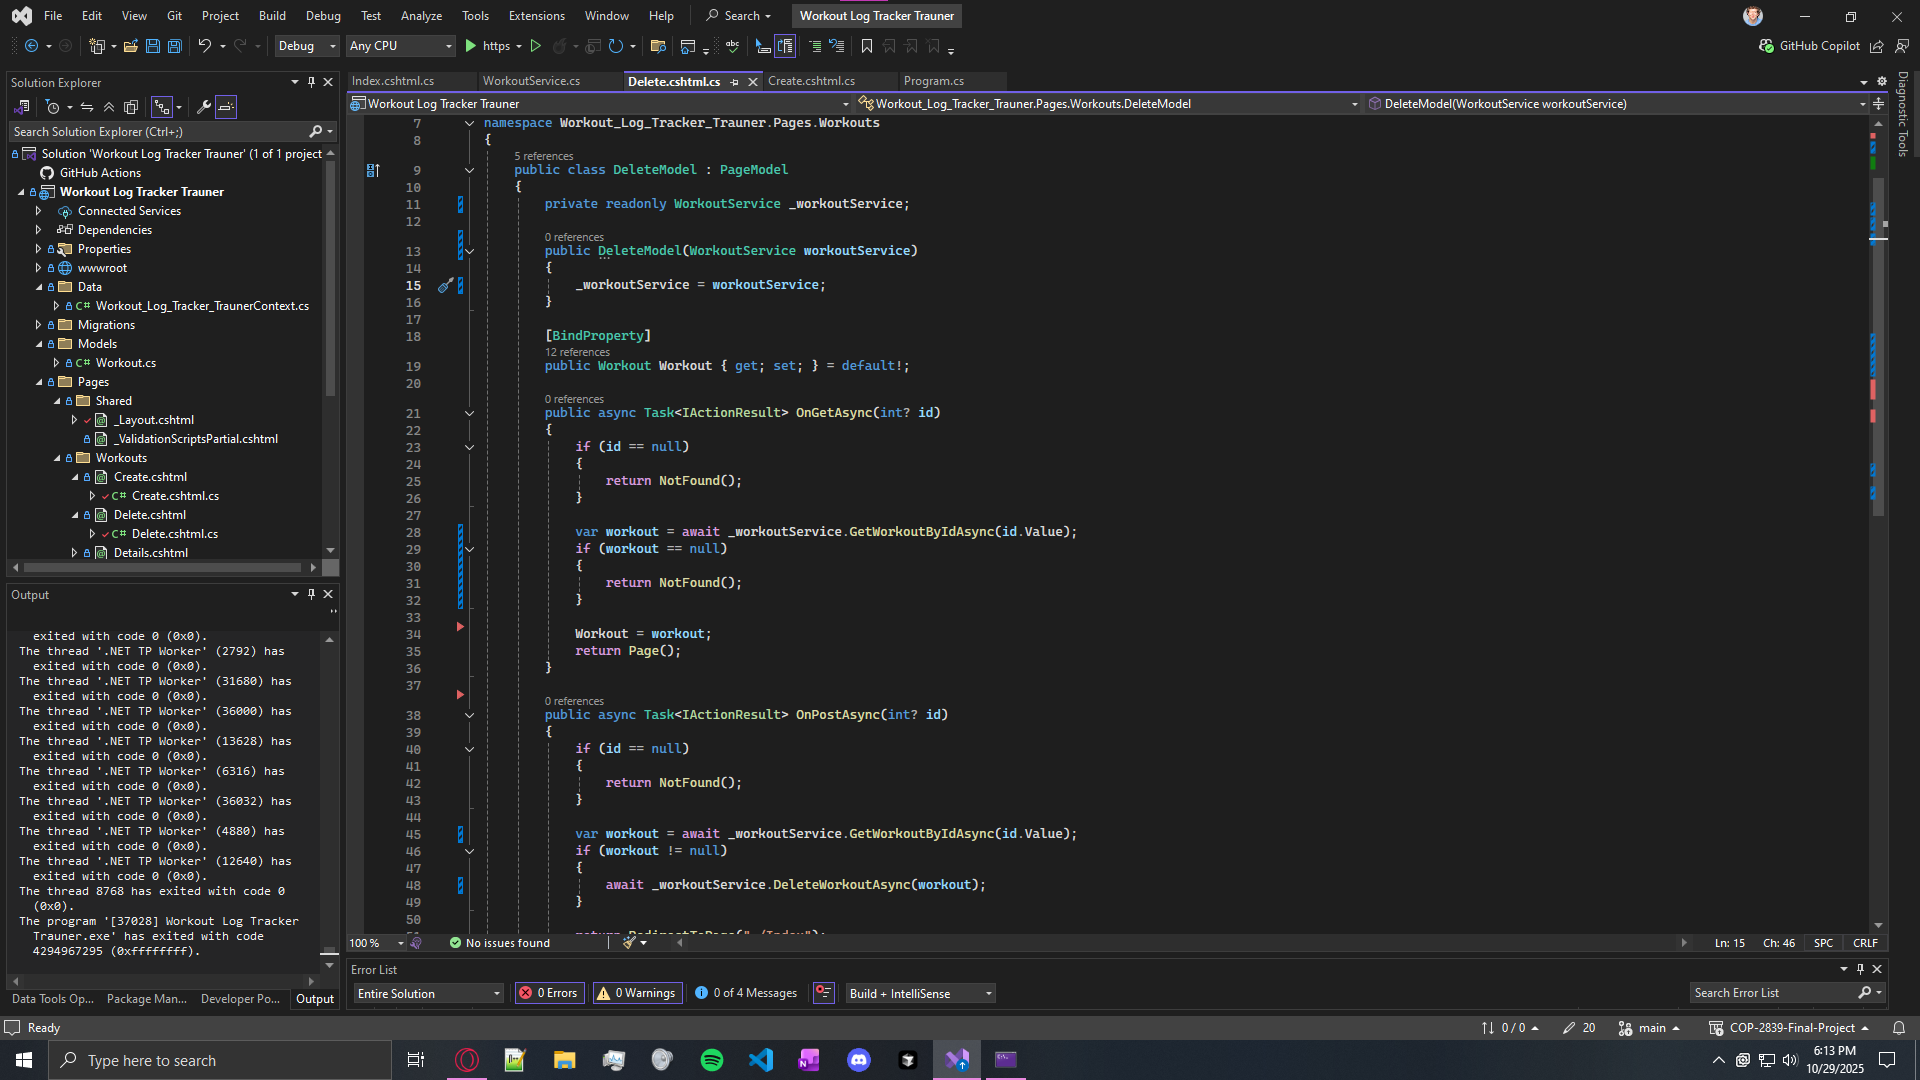 File Edit View Git Project Build Debug Test Analyze Tools Extensions Window Help Search Workout Log Tracker Trauner
Debug Any CPU https GitHub Copilot
Solution Explorer
Search Solution Explorer (Ctrl+;)
Solution 'Workout Log Tracker Trauner' (1 of 1 project
GitHub Actions
Workout Log Tracker Trauner
Connected Services
Dependencies
Properties
wwwroot
Data
C# Workout_Log_Tracker_TraunerContext.cs
Migrations
Models
C# Workout.cs
Pages
Shared
_Layout.cshtml
_ValidationScriptsPartial.cshtml
Workouts
Create.cshtml
C# Create.cshtml.cs
Delete.cshtml
C# Delete.cshtml.cs
Details.cshtml
Output
exited with code 0 (0x0).
The thread '.NET TP Worker' (2792) has
exited with code 0 (0x0).
The thread '.NET TP Worker' (31680) has
exited with code 0 (0x0).
The thread '.NET TP Worker' (36000) has
exited with code 0 (0x0).
The thread '.NET TP Worker' (13628) has
exited with code 0 (0x0).
The thread '.NET TP Worker' (6316) has
exited with code 0 (0x0).
The thread '.NET TP Worker' (36032) has
exited with code 0 (0x0).
The thread '.NET TP Worker' (4880) has
exited with code 0 (0x0).
The thread '.NET TP Worker' (12640) has
exited with code 0 (0x0).
The thread 8768 has exited with code 0
(0x0).
The program '[37028] Workout Log Tracker
Trauner.exe' has exited with code
4294967295 (0xffffffff).
Data Tools Op... Package Man... Developer Po... Output
Index.cshtml.cs WorkoutService.cs Delete.cshtml.cs Create.cshtml.cs Program.cs
Workout Log Tracker Trauner Workout_Log_Tracker_Trauner.Pages.Workouts.DeleteModel DeleteModel(WorkoutService workoutService)
7 namespace Workout_Log_Tracker_Trauner.Pages.Workouts
8 {
5 references
9 public class DeleteModel : PageModel
10 {
11 private readonly WorkoutService _workoutService;
12
0 references
13 public DeleteModel(WorkoutService workoutService)
14 {
15 _workoutService = workoutService;
16 }
17
18 [BindProperty]
12 references
19 public Workout Workout { get; set; } = default!;
20
0 references
21 public async Task<IActionResult> OnGetAsync(int? id)
22 {
23 if (id == null)
24 {
25 return NotFound();
26 }
27
28 var workout = await _workoutService.GetWorkoutByIdAsync(id.Value);
29 if (workout == null)
30 {
31 return NotFound();
32 }
33
34 Workout = workout;
35 return Page();
36 }
37
0 references
38 public async Task<IActionResult> OnPostAsync(int? id)
39 {
40 if (id == null)
41 {
42 return NotFound();
43 }
44
45 var workout = await _workoutService.GetWorkoutByIdAsync(id.Value);
46 if (workout != null)
47 {
48 await _workoutService.DeleteWorkoutAsync(workout);
49 }
50
Diagnostic Tools
100 % No issues found Ln: 15 Ch: 46 SPC CRLF
Error List
Entire Solution 0 Errors 0 Warnings 0 of 4 Messages Build + IntelliSense Search Error List
Ready 0 / 0 20 main COP-2839-Final-Project
Type here to search
6:13 PM
10/29/2025